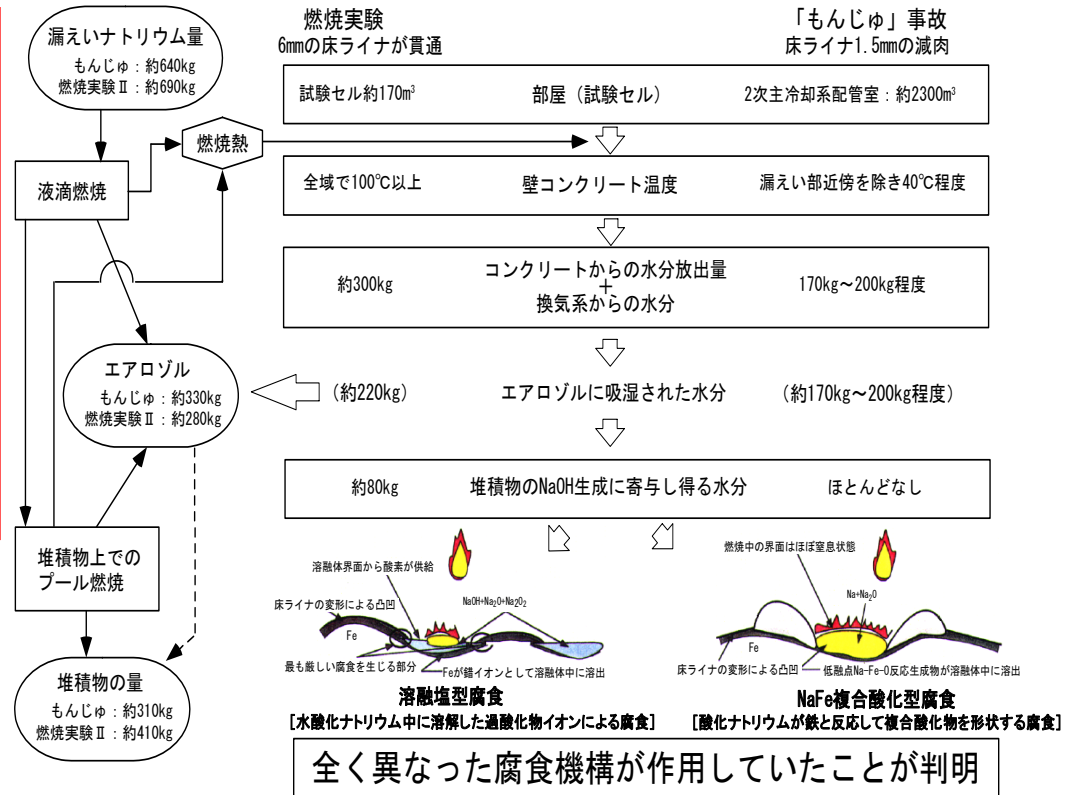 漏えいナトリウム量
もんじゅ：約640kg
燃焼実験Ⅱ：約690kg
燃焼熱
液滴燃焼
エアロゾル
もんじゅ：約330kg
燃焼実験Ⅱ：約280kg
堆積物上での
プール燃焼
堆積物の量
もんじゅ：約310kg
燃焼実験Ⅱ：約410kg
燃焼実験
6mmの床ライナが貫通
「もんじゅ」事故
床ライナ1.5mmの減肉
試験セル約170m³ 部屋（試験セル） 2次主冷却系配管室：約2300m³
全域で100℃以上 壁コンクリート温度 漏えい部近傍を除き40℃程度
約300kg コンクリートからの水分放出量 170kg～200kg程度
+
換気系からの水分
(約220kg) エアロゾルに吸湿された水分 (約170kg～200kg程度)
約80kg 堆積物のNaOH生成に寄与し得る水分 ほとんどなし
溶融体界面から酸素が供給
床ライナの変形による凸凹
NaOH+Na₂O+Na₂O₂
Fe
最も厳しい腐食を生じる部分
Feが錯イオンとして溶融体中に溶出
溶融塩型腐食
[水酸化ナトリウム中に溶解した過酸化物イオンによる腐食]
燃焼中の界面はほぼ窒息状態
Na+Na₂O
Fe
床ライナの変形による凸凹
低融点Na-Fe-O反応生成物が溶融体中に溶出
NaFe複合酸化型腐食
[酸化ナトリウムが鉄と反応して複合酸化物を形状する腐食]
全く異なった腐食機構が作用していたことが判明